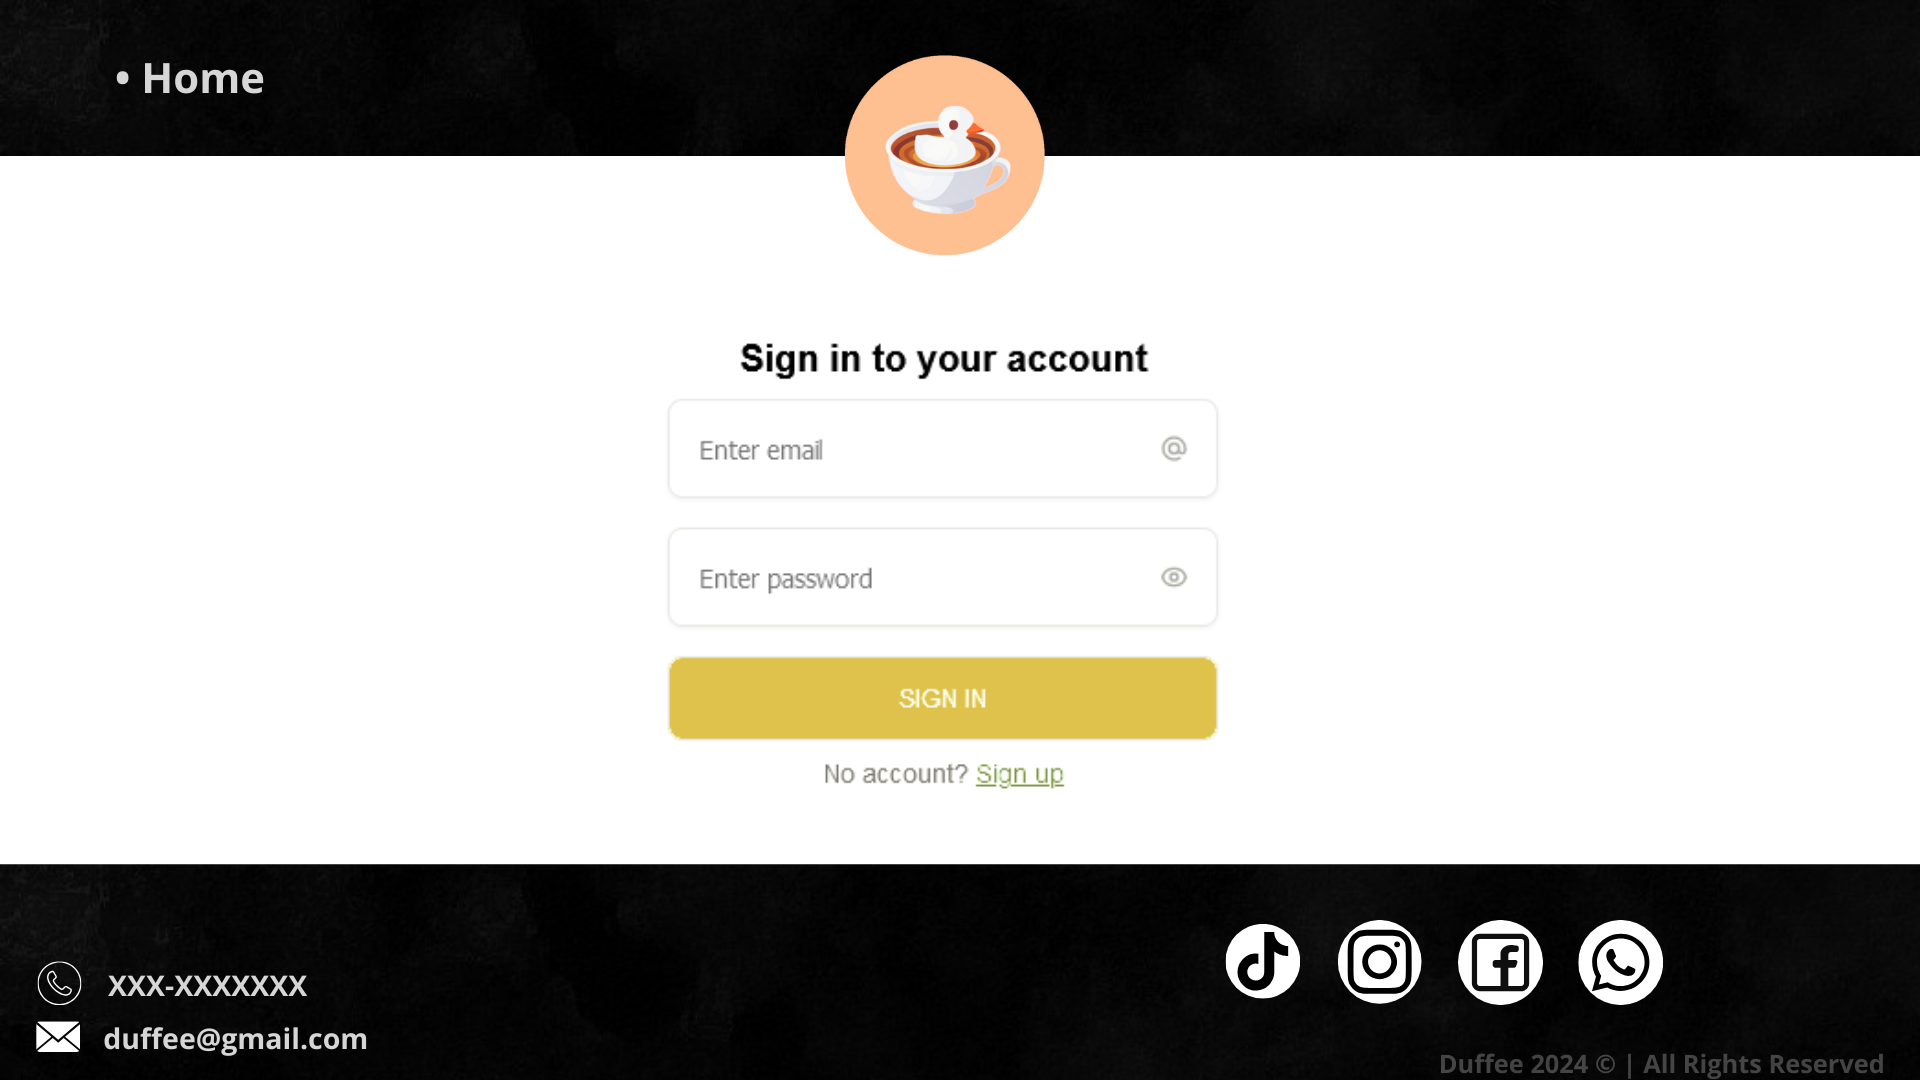 • Home
Sign in to your account
Enter email
Enter password
SIGN IN
No account? Sign up
XXX-XXXXXXX
duffee@gmail.com
Duffee 2024 © | All Rights Reserved